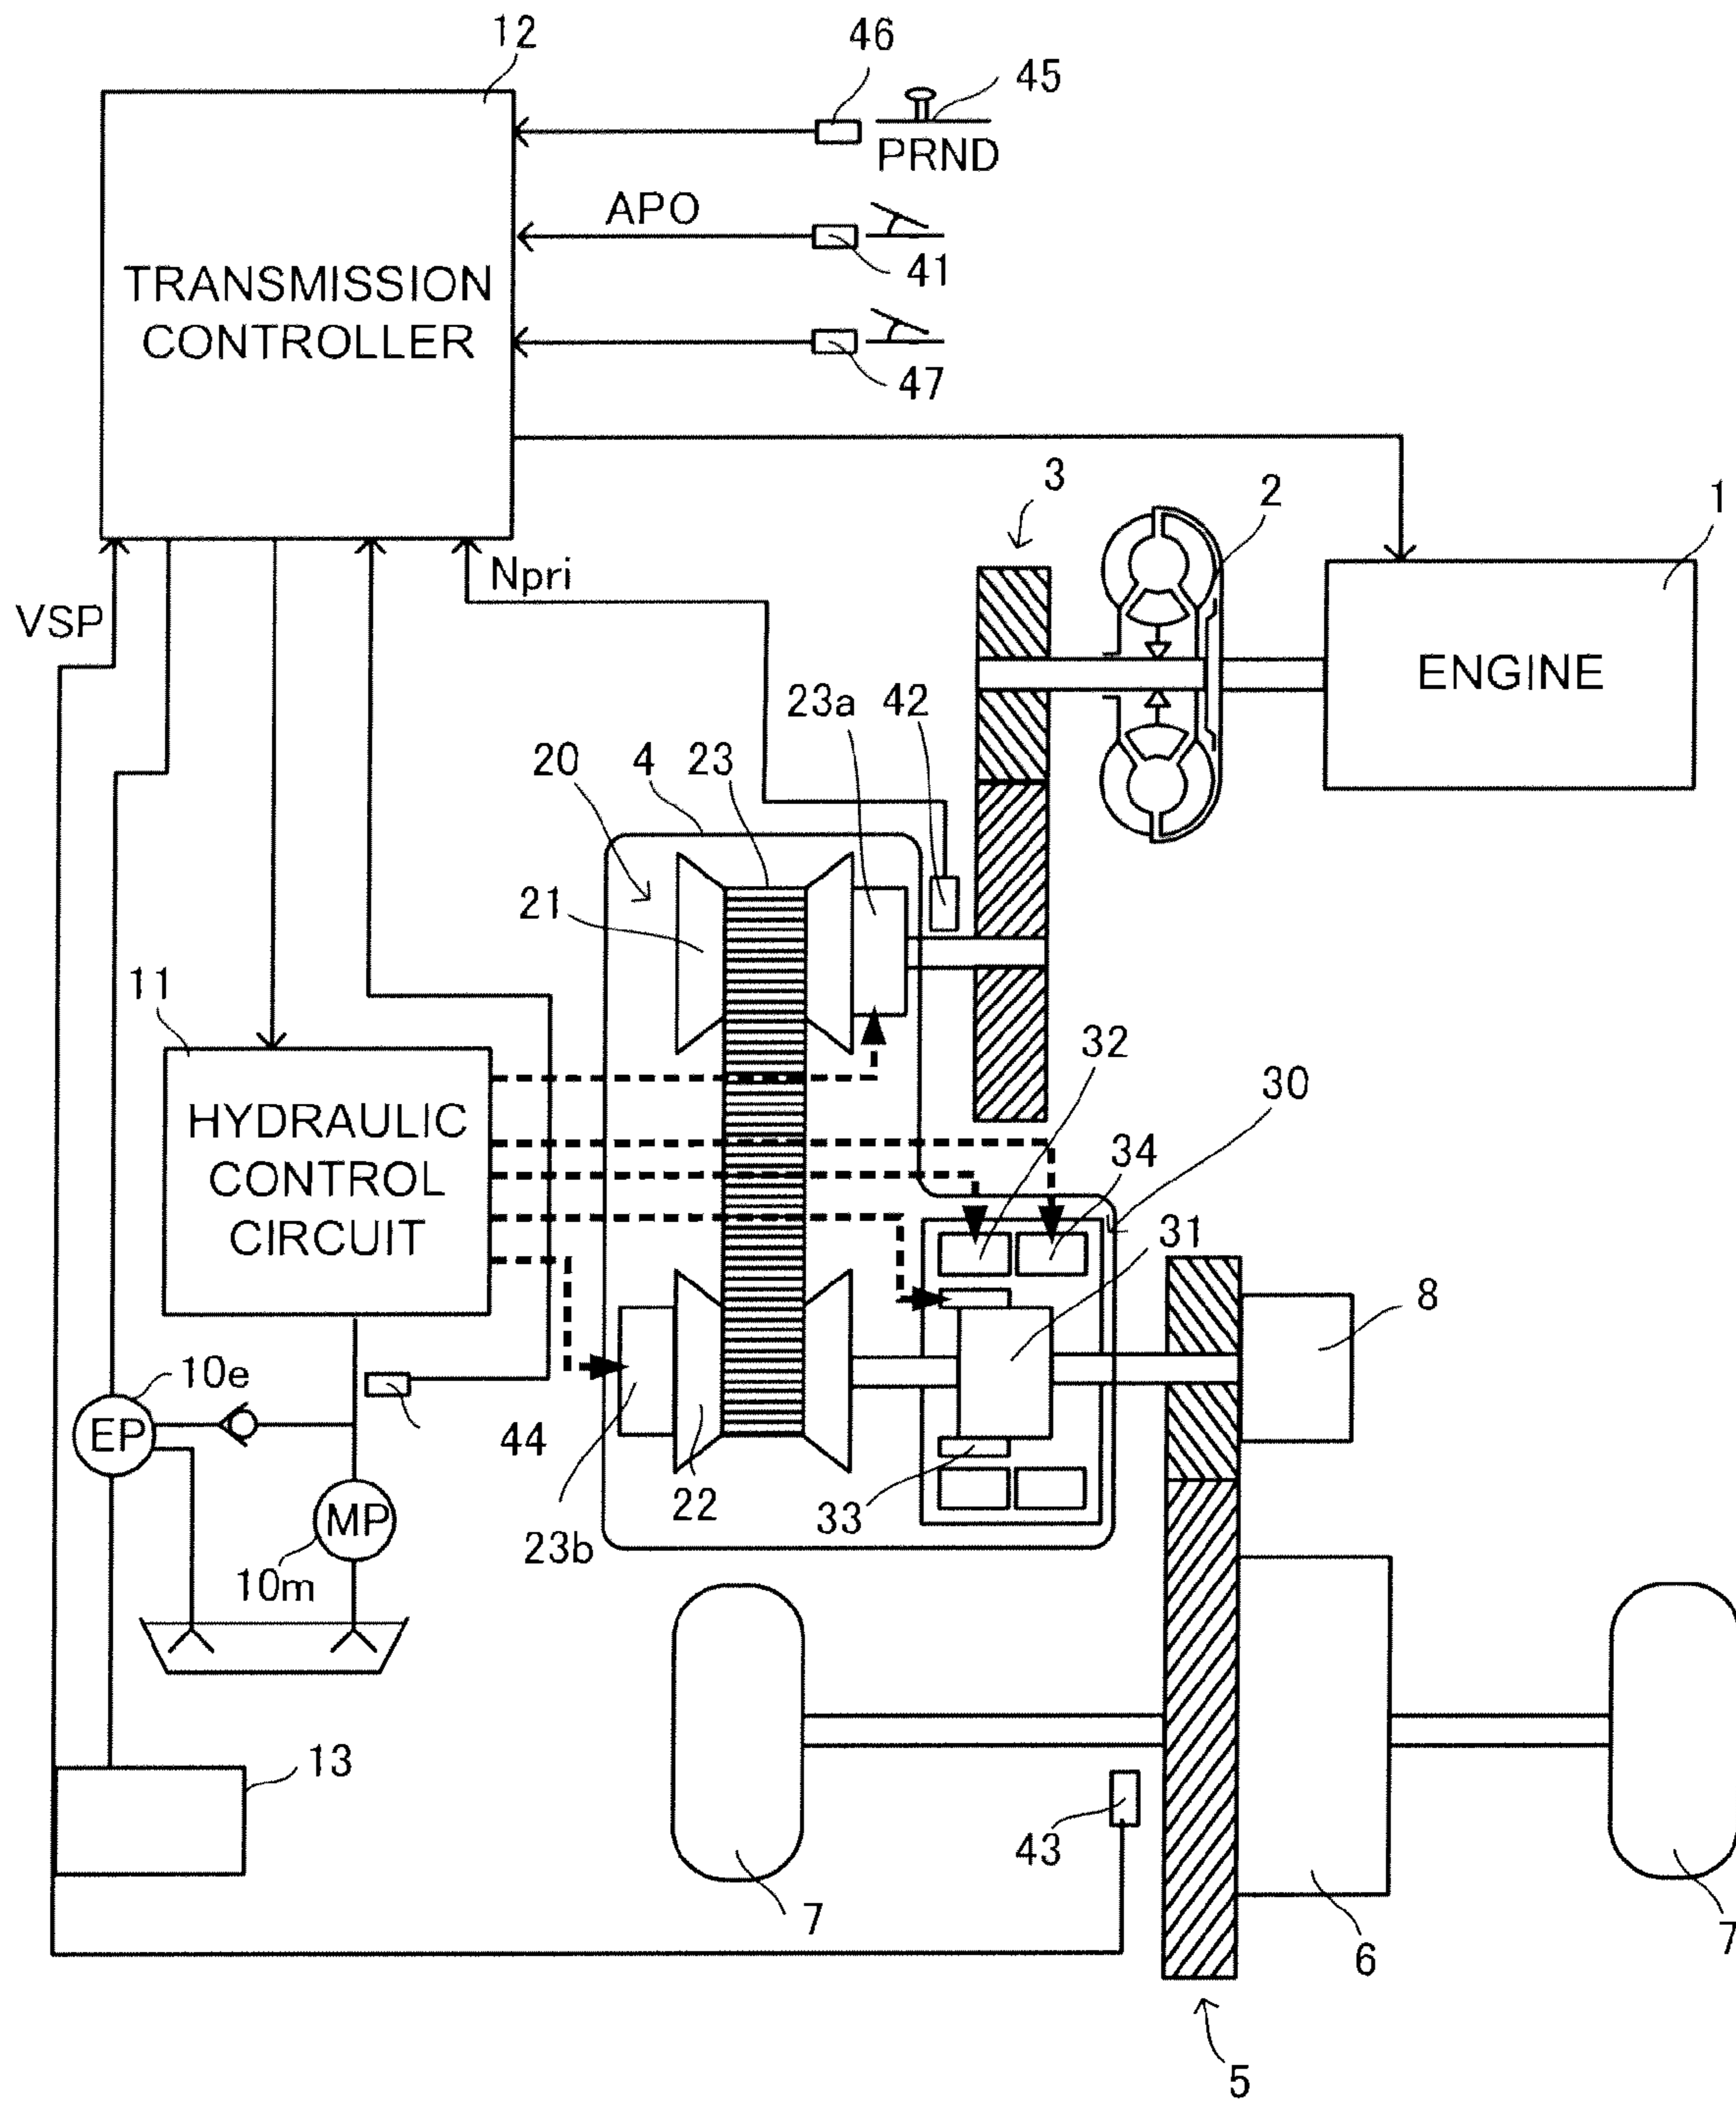 12
46
45
PRND
APO
41
TRANSMISSION
CONTROLLER
47
3
2
1
Npri
VSP
ENGINE
23a
42
20
4
23
21
11
32
30
HYDRAULIC
CONTROL
CIRCUIT
34
31
8
10e
EP
44
22
33
MP
23b
10m
13
43
7
6
7
5